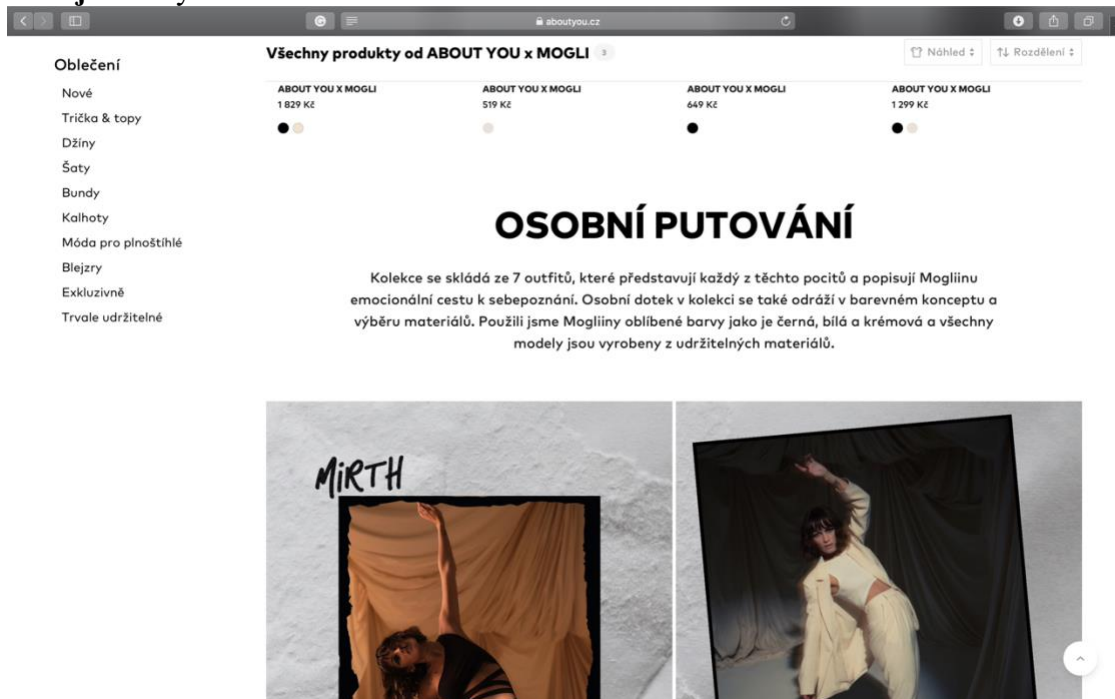 aboutyou.cz
Oblečení
Nové
Trička & topy
Džíny
Šaty
Bundy
Kalhoty
Móda pro plnoštíhlé
Blejzry
Exkluzivně
Trvale udržitelné
Všechny produkty od ABOUT YOU x MOGLI 3
Náhled
Rozdělení
ABOUT YOU X MOGLI
1 829 Kč
ABOUT YOU X MOGLI
519 Kč
ABOUT YOU X MOGLI
649 Kč
ABOUT YOU X MOGLI
1 299 Kč
OSOBNÍ PUTOVÁNÍ
Kolekce se skládá ze 7 outfitů, které představují každý z těchto pocitů a popisují Mogliinu
emocionální cestu k sebepoznání. Osobní dotek v kolekci se také odráží v barevném konceptu a
výběru materiálů. Použili jsme Mogliiny oblíbené barvy jako je černá, bílá a krémová a všechny
modely jsou vyrobeny z udržitelných materiálů.
MiRTH